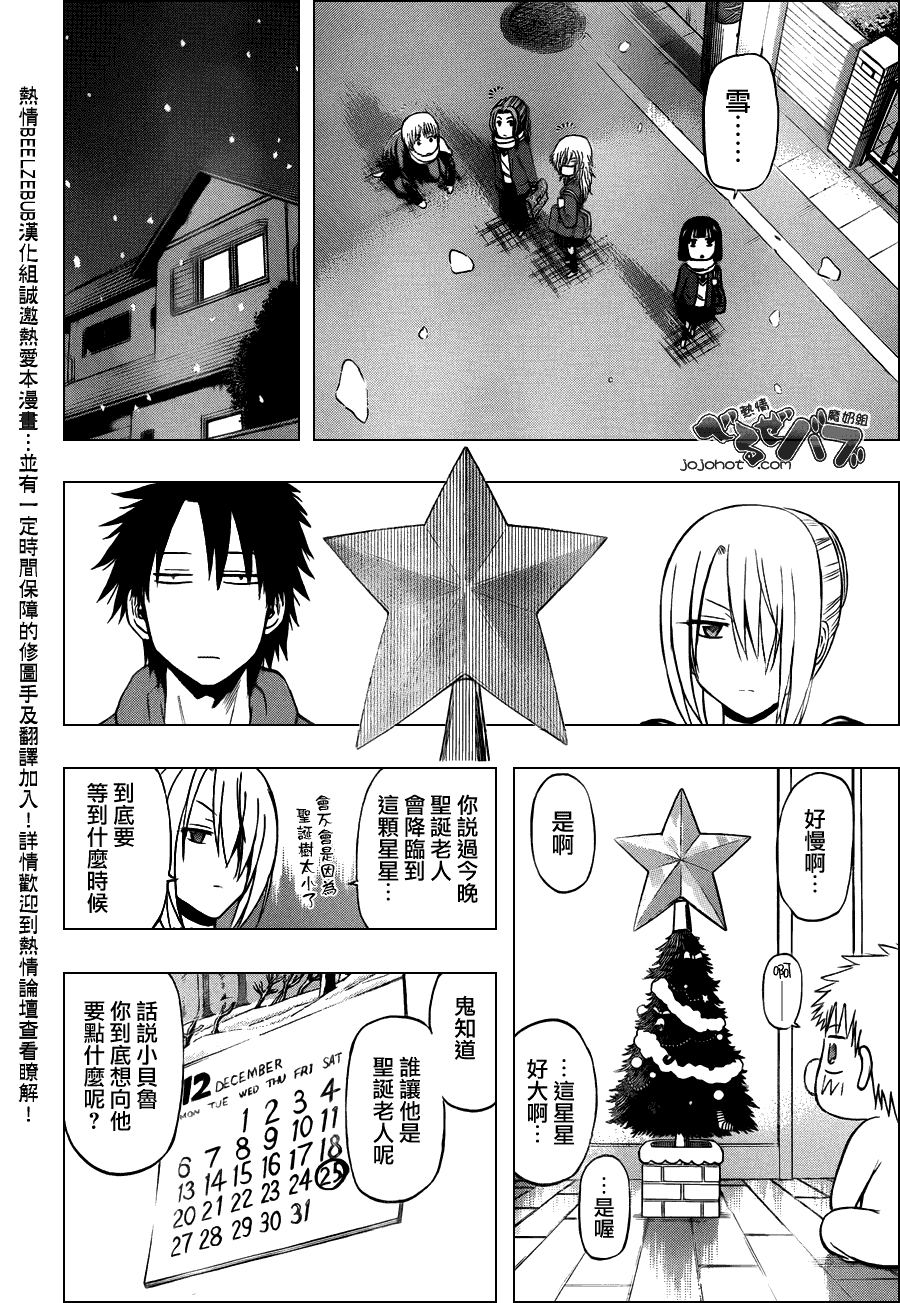 雪……
熱情
魔奶組
べるぜバブ
jojohot .com
好慢啊…
是啊
啊
…這星星
好大啊…
…是喔
你說過今晚
聖誕老人
會降臨到
這顆星星…
會不會是因為
聖誕樹太小了
到底要
等到什麼時候
鬼知道
誰讓他是
聖誕老人呢
話說小貝魯
你到底想向他
要點什麼呢？
12 DECEMBER
MON TUE WED THU FRI SAT
1 2 3 4
6 7 8 9 10 11
13 14 15 16 17 18
20 21 22 23 24 25
27 28 29 30 31
熱情BEELZEBUB漢化組誠邀熱愛本漫畫：並有一定時間保障的修圖手及翻譯加入！詳情歡迎到熱情論壇查看瞭解！